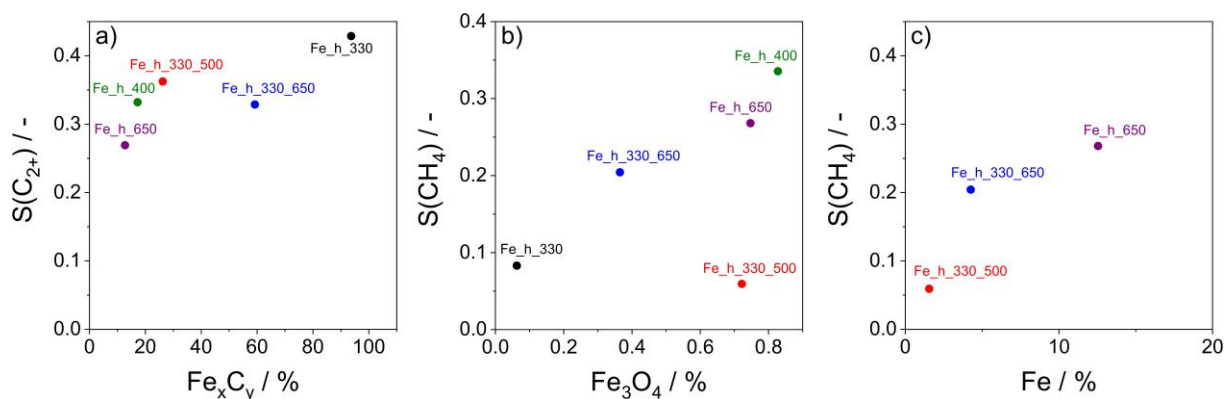 a)
0.4
0.3
0.2
0.1
0.0
S(C₂₊) / -
Fe_h_330
Fe_h_330_500
Fe_h_400
Fe_h_330_650
Fe_h_650
0 20 40 60 80 100
FeₓCᵧ / %
b)
0.4
0.3
0.2
0.1
0.0
S(CH₄) / -
Fe_h_400
Fe_h_650
Fe_h_330_650
Fe_h_330
Fe_h_330_500
0.0 0.2 0.4 0.6 0.8
Fe₃O₄ / %
c)
0.4
0.3
0.2
0.1
0.0
S(CH₄) / -
Fe_h_650
Fe_h_330_650
Fe_h_330_500
0 10 20
Fe / %